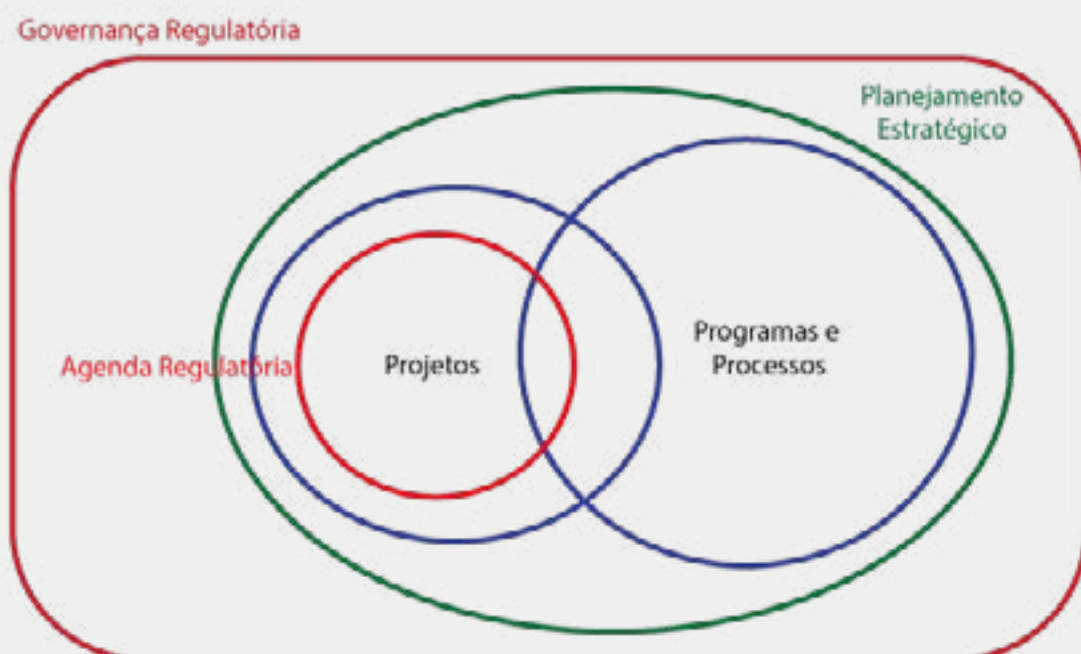 Governança Regulatória
Planejamento
Estratégico
Agenda Regulatória
Projetos
Programas e
Processos